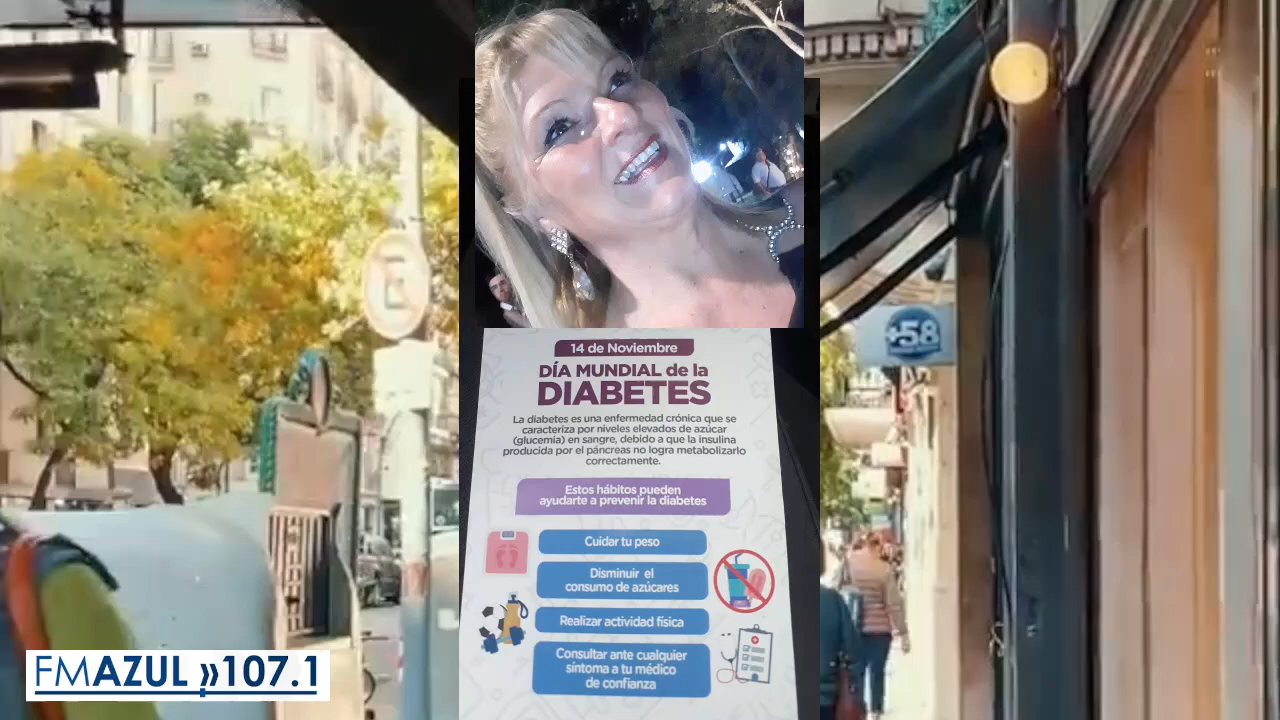 +58
14 de Noviembre
DÍA MUNDIAL de la
DIABETES
La diabetes es una enfermedad crónica que se
caracteriza por niveles elevados de azúcar
(glucemia) en sangre, debido a que la insulina
producida por el páncreas no logra metabolizarlo
correctamente.
Estos hábitos pueden
ayudarte a prevenir la diabetes
Cuidar tu peso
Disminuir el
consumo de azúcares
Realizar actividad física
Consultar ante cualquier
síntoma a tu médico
de confianza
FMAZUL »107.1